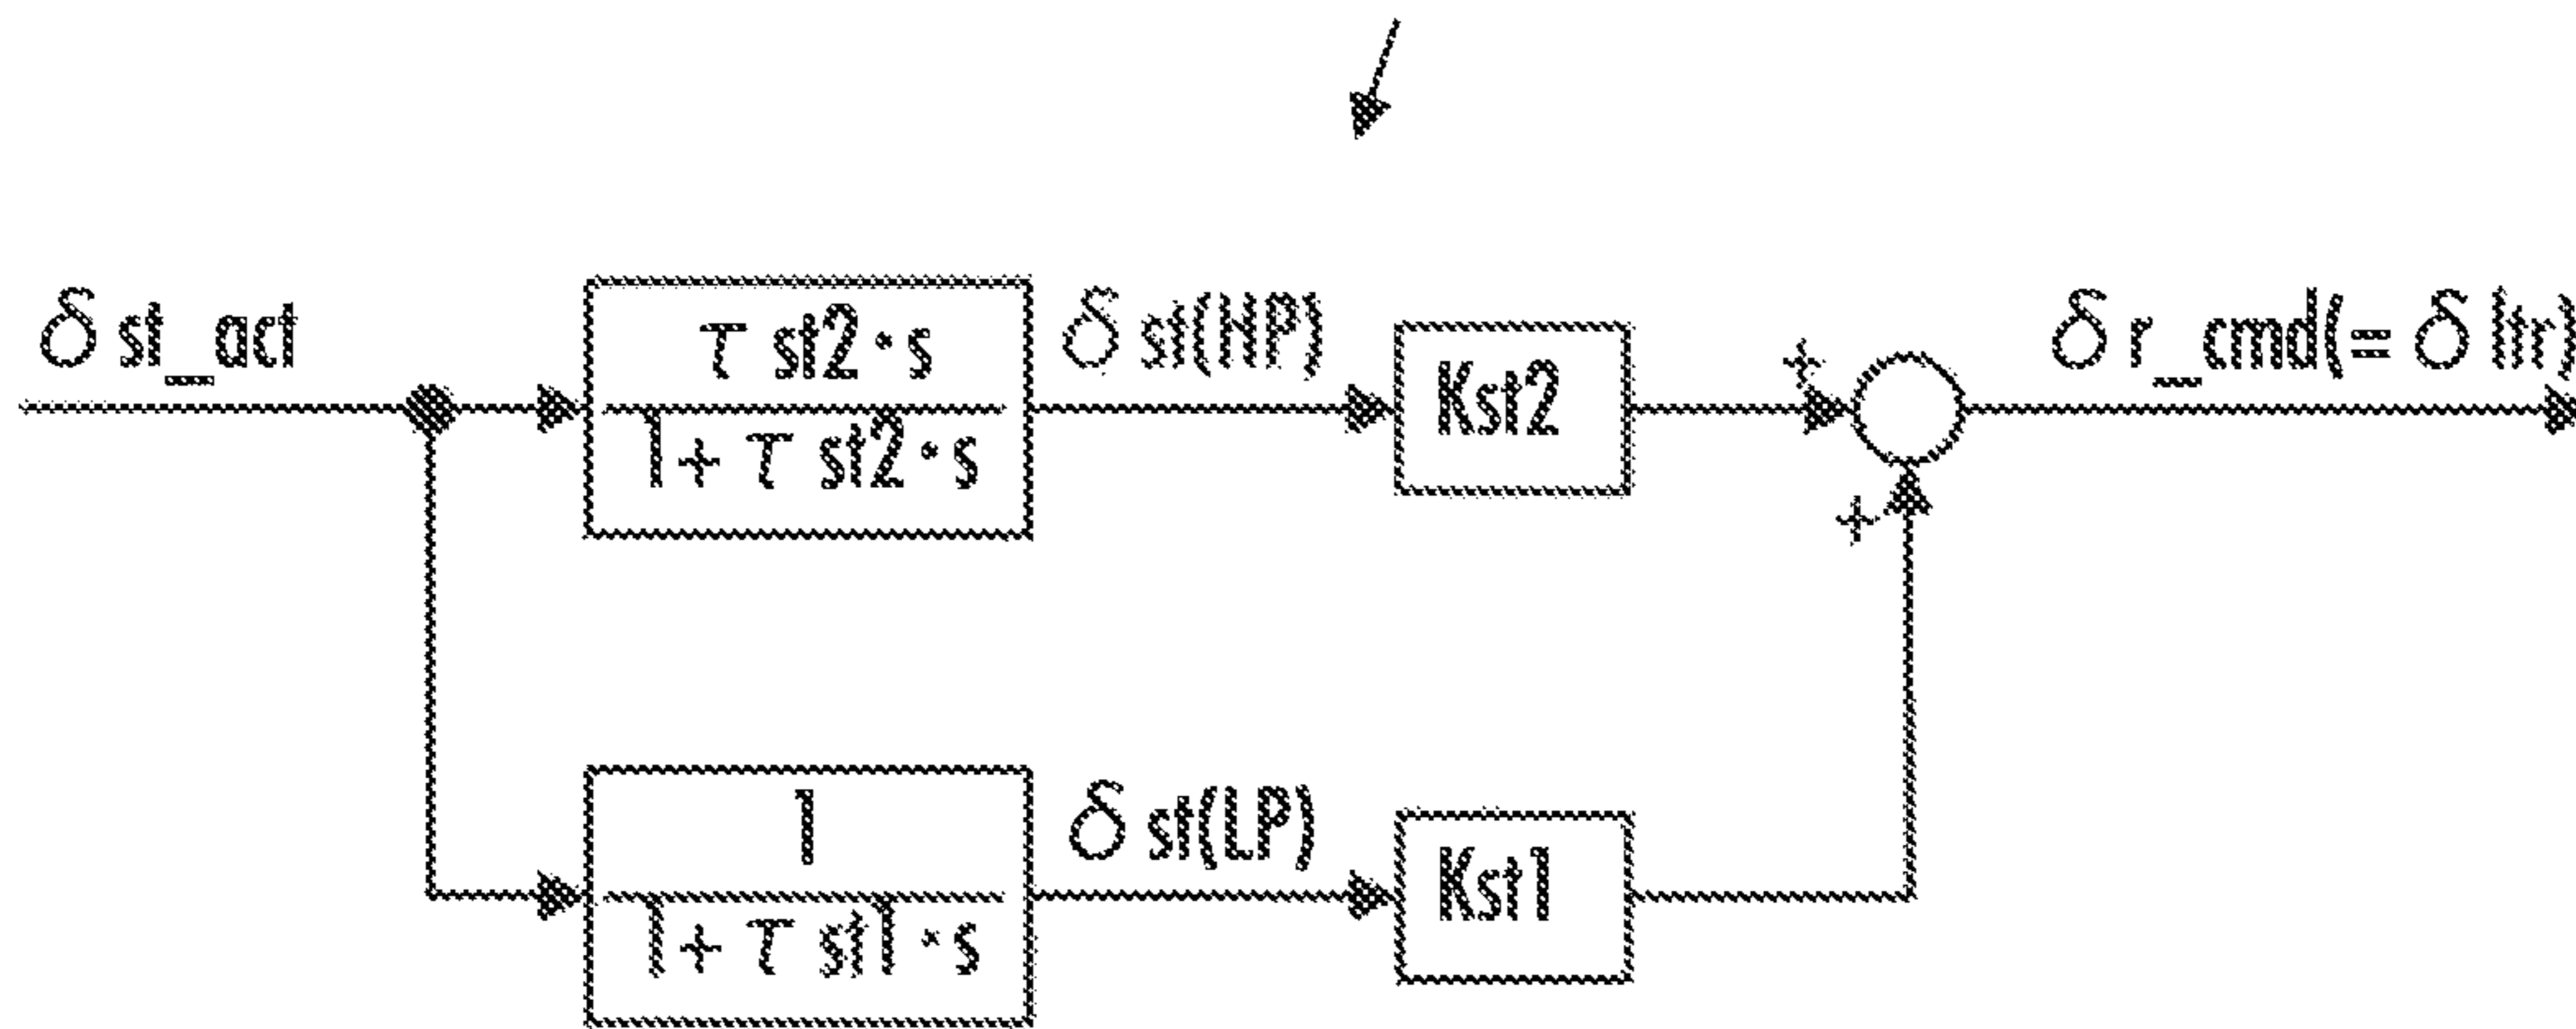 δ st_act
τ st2・s
1+ τ st2・s
δ st(HP)
Kst2
+
+
δ r_cmd(= δ ltr)
1
1+ τ st1・s
δ st(LP)
Kst1